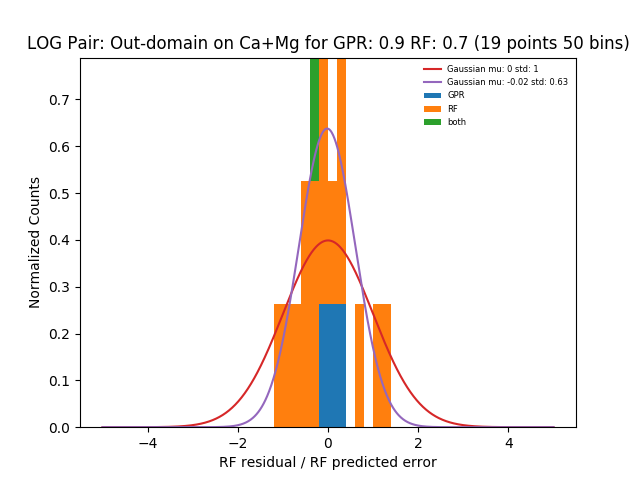 LOG Pair: Out-domain on Ca+Mg for GPR: 0.9 RF: 0.7 (19 points 50 bins)
Gaussian mu: 0 std: 1
Gaussian mu: -0.02 std: 0.63
GPR
RF
both
Normalized Counts
0.7
0.6
0.5
0.4
0.3
0.2
0.1
0.0
−4
−2
0
2
4
RF residual / RF predicted error